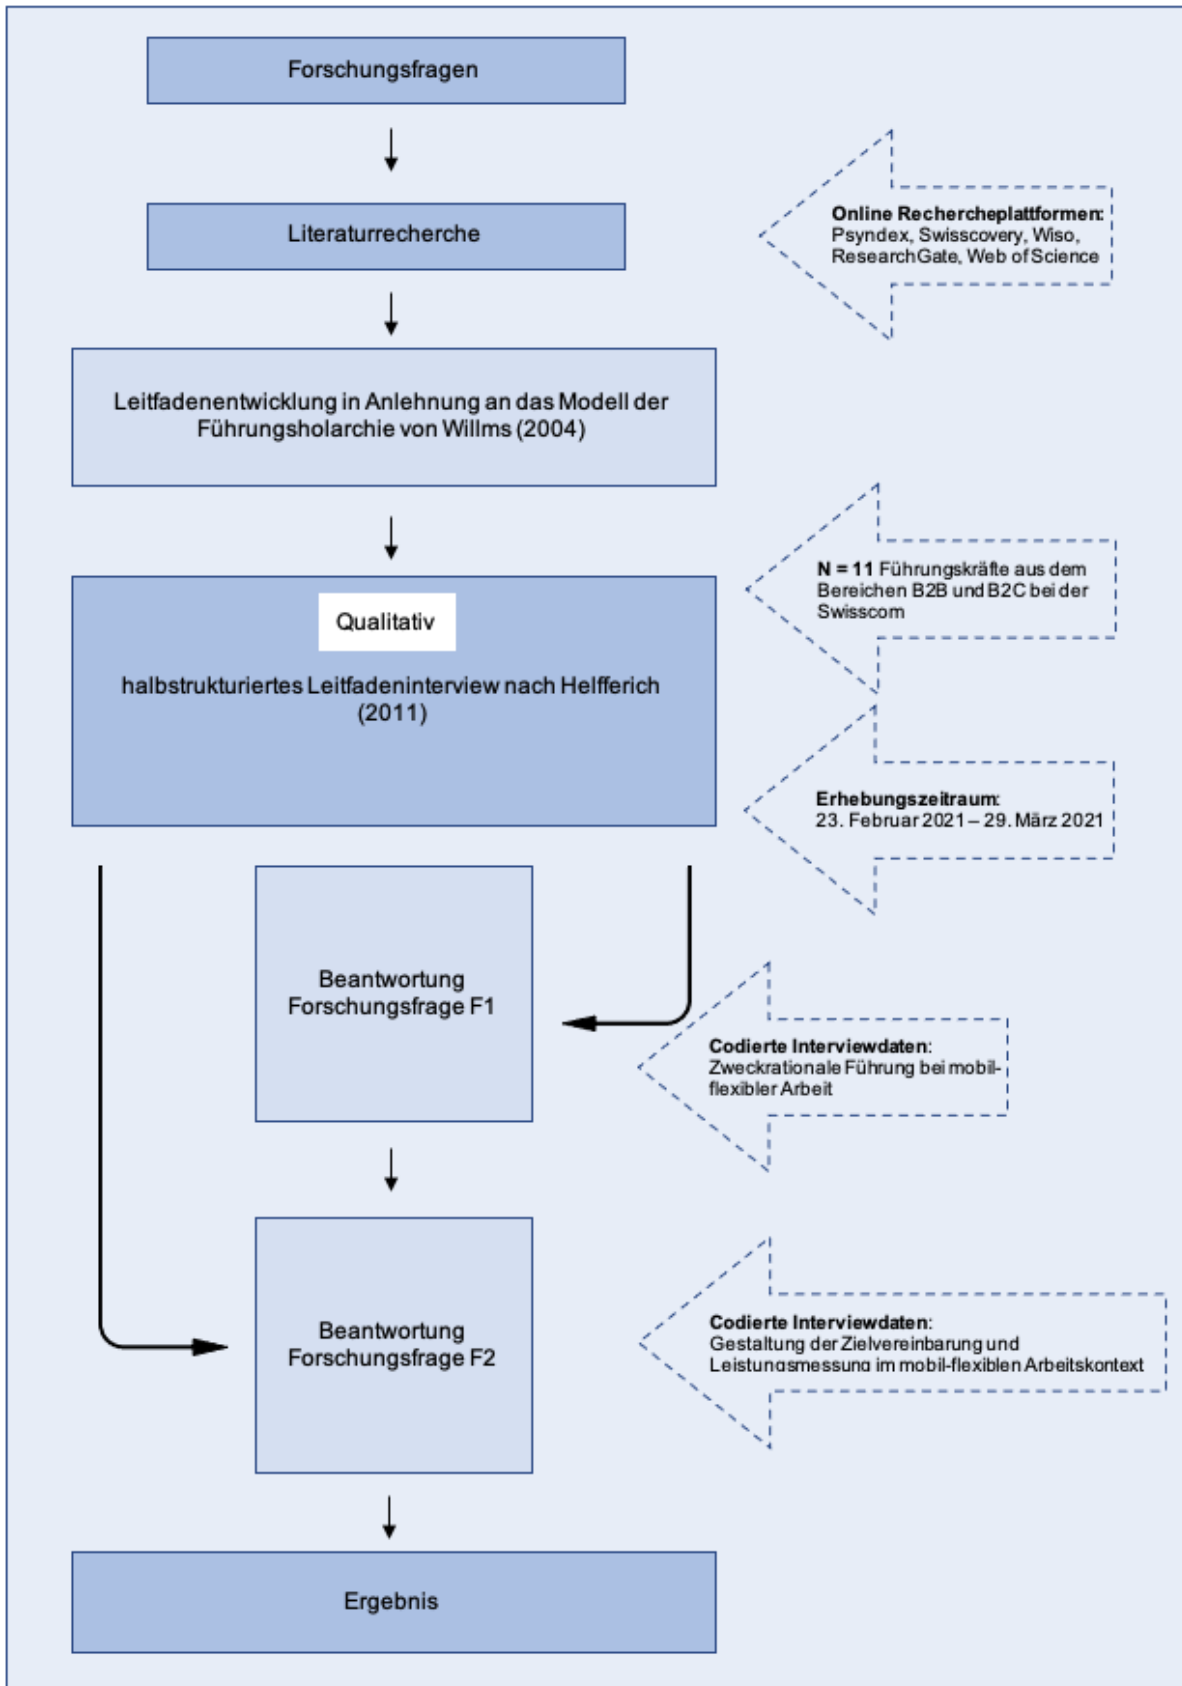 Forschungsfragen
Literaturrecherche
Online Rechercheplattformen:
Psyndex, Swisscovery, Wiso,
ResearchGate, Web of Science
Leitfadenentwicklung in Anlehnung an das Modell der
Führungsholarchie von Willms (2004)
Qualitativ
halbstrukturiertes Leitfadeninterview nach Helfferich
(2011)
N = 11 Führungskräfte aus dem
Bereichen B2B und B2C bei der
Swisscom
Erhebungszeitraum:
23. Februar 2021 – 29. März 2021
Beantwortung
Forschungsfrage F1
Codierte Interviewdaten:
Zweckrationale Führung bei mobil-
flexibler Arbeit
Beantwortung
Forschungsfrage F2
Codierte Interviewdaten:
Gestaltung der Zielvereinbarung und
Leistungsmessung im mobil-flexiblen Arbeitskontext
Ergebnis